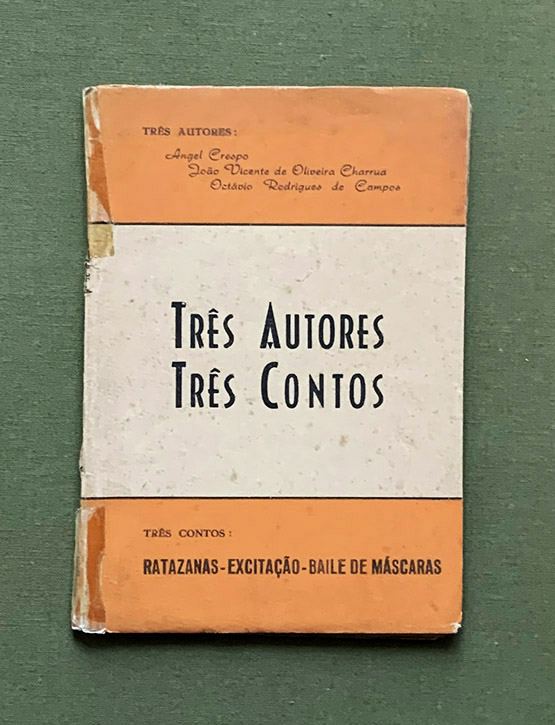 TRÊS AUTORES:
Angel Crespo
João Vicente de Oliveira Charrua
Octávio Rodrigues de Campos
TRÊS AUTORES
TRÊS CONTOS
TRÊS CONTOS:
RATAZANAS-EXCITAÇÃO-BAILE DE MÁSCARAS